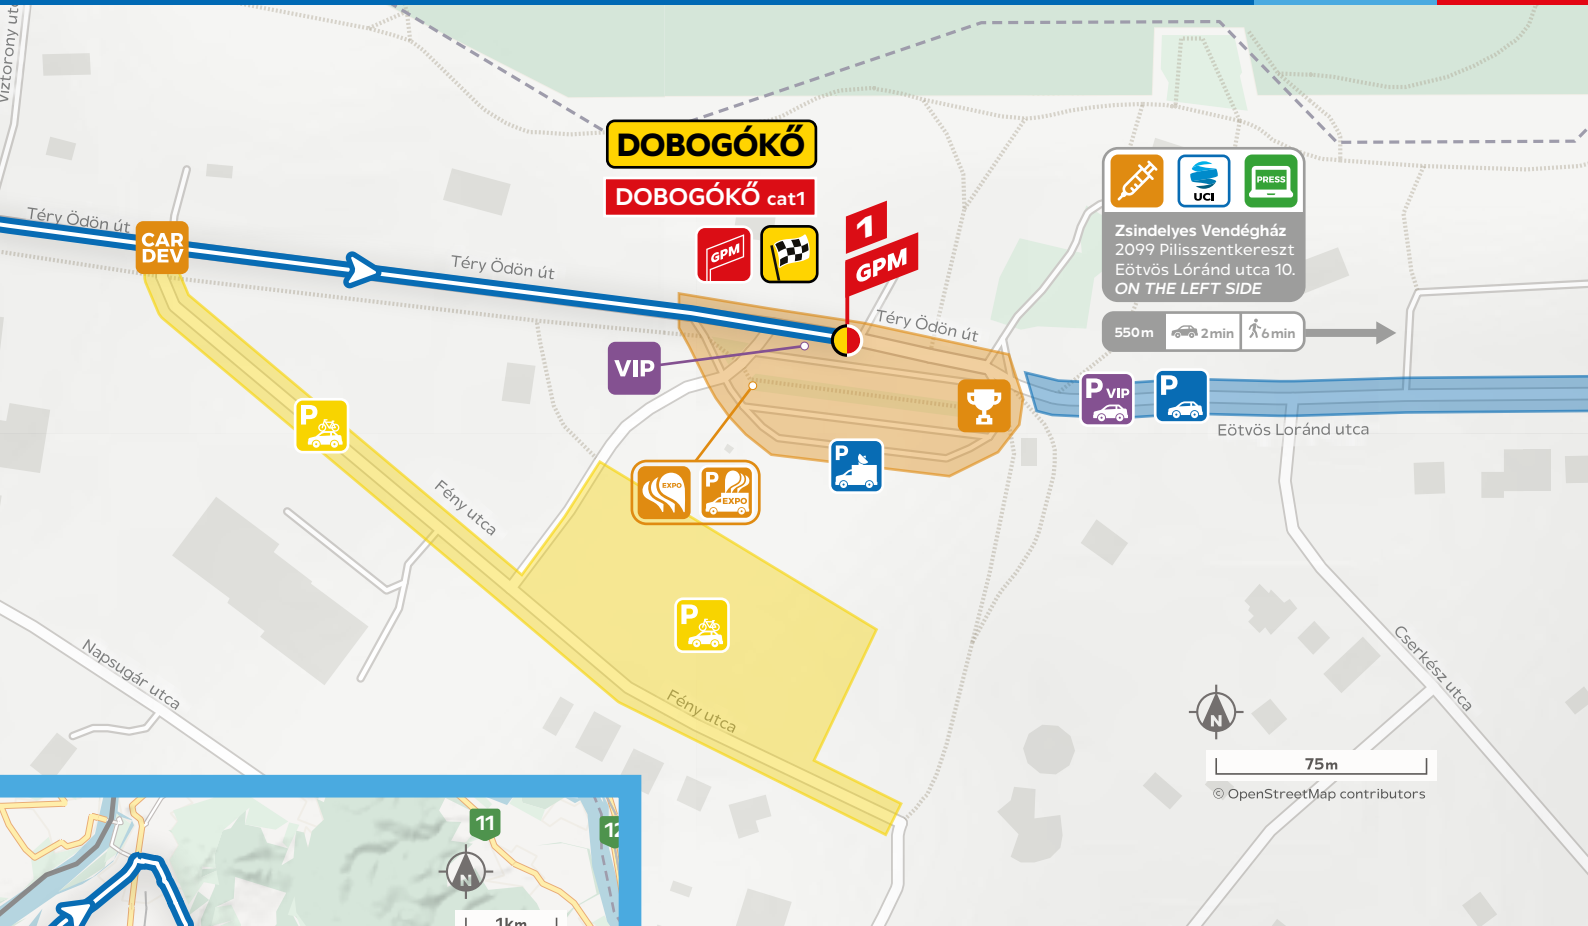 Víztorony utca
DOBOGÓKŐ
DOBOGÓKŐ cat1
GPM
1
GPM
Téry Ödön út
CAR
DEV
Téry Ödön út
Téry Ödön út
UCI
PRESS
Zsindelyes Vendégház
2099 Pilisszentkereszt
Eötvös Lóránd utca 10.
ON THE LEFT SIDE
550m
2min
6min
VIP
P
VIP
P
Eötvös Loránd utca
P
P
EXPO
P
EXPO
Fény utca
P
Fény utca
Napsugár utca
Cserkész utca
N
75m
© OpenStreetMap contributors
11
12
N
1km